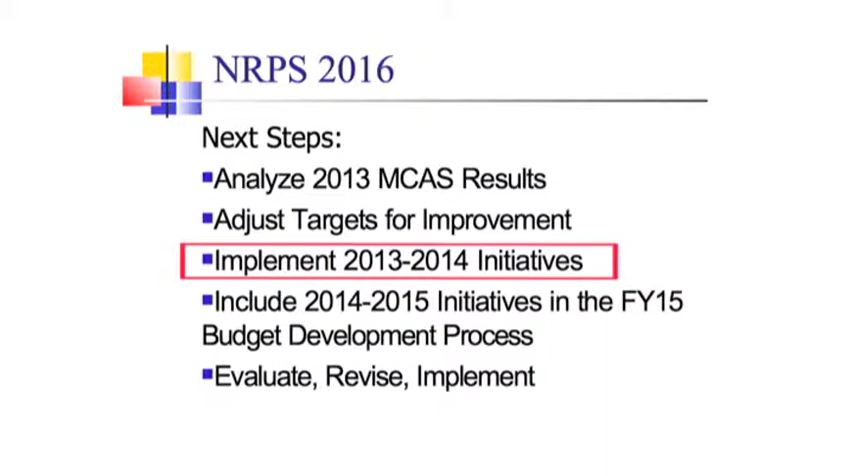 NRPS 2016
Next Steps:
▪Analyze 2013 MCAS Results
▪Adjust Targets for Improvement
▪Implement 2013-2014 Initiatives
▪Include 2014-2015 Initiatives in the FY15
Budget Development Process
▪Evaluate, Revise, Implement